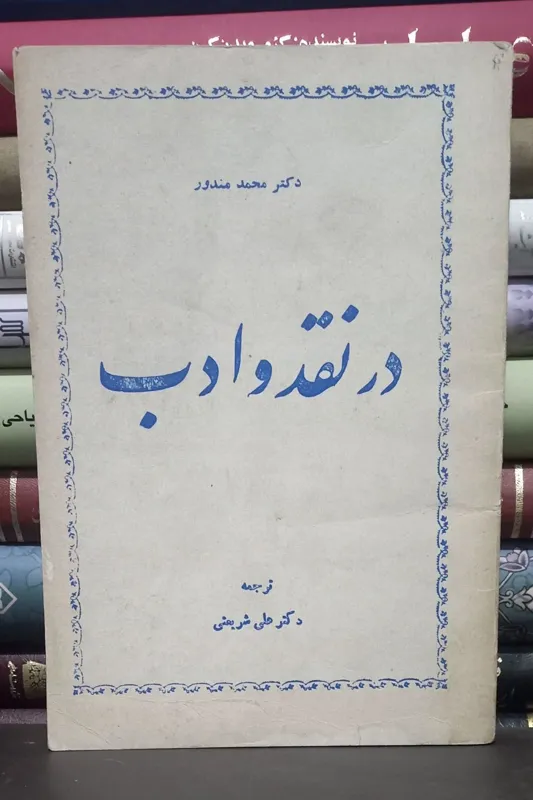 دکتر محمد مندور
در نقد و ادب
ترجمه
دکتر علی شریعتی